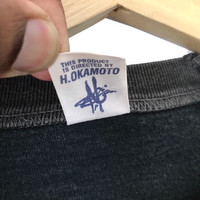 THIS PRODUCT
IS DIRECTED BY
H.OKAMOTO